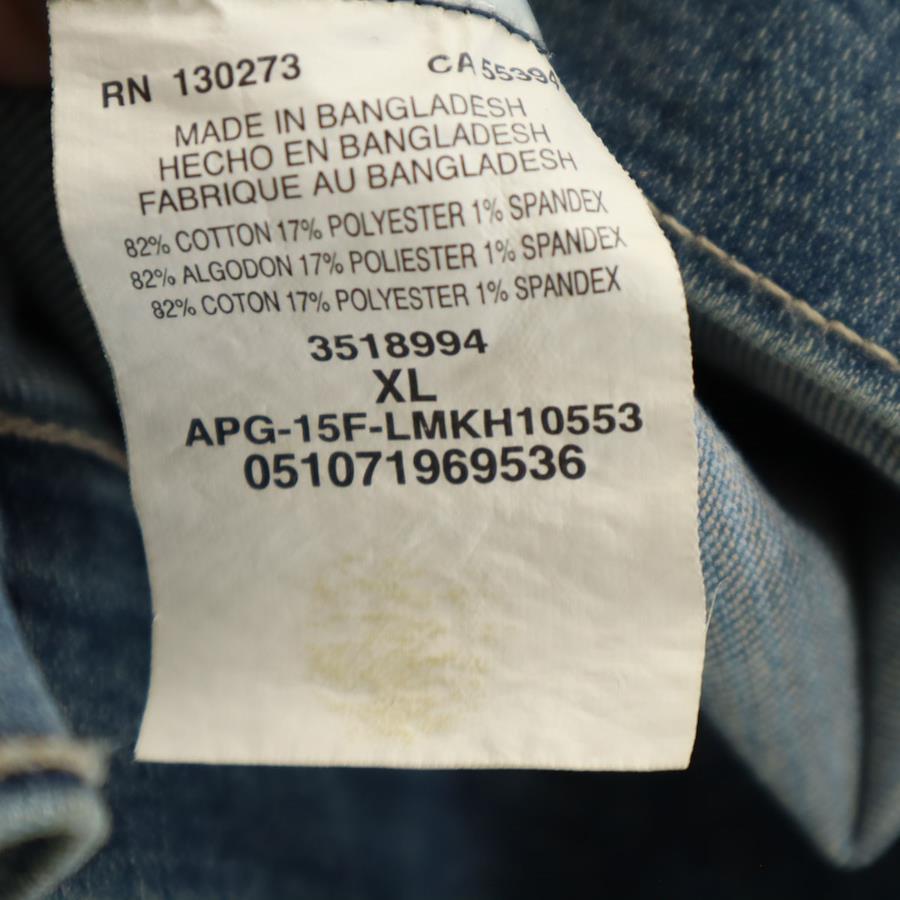 RN 130273 CA 55394
MADE IN BANGLADESH
HECHO EN BANGLADESH
FABRIQUE AU BANGLADESH
82% COTTON 17% POLYESTER 1% SPANDEX
82% ALGODON 17% POLIESTER 1% SPANDEX
82% COTON 17% POLYESTER 1% SPANDEX
3518994
XL
APG-15F-LMKH10553
051071969536